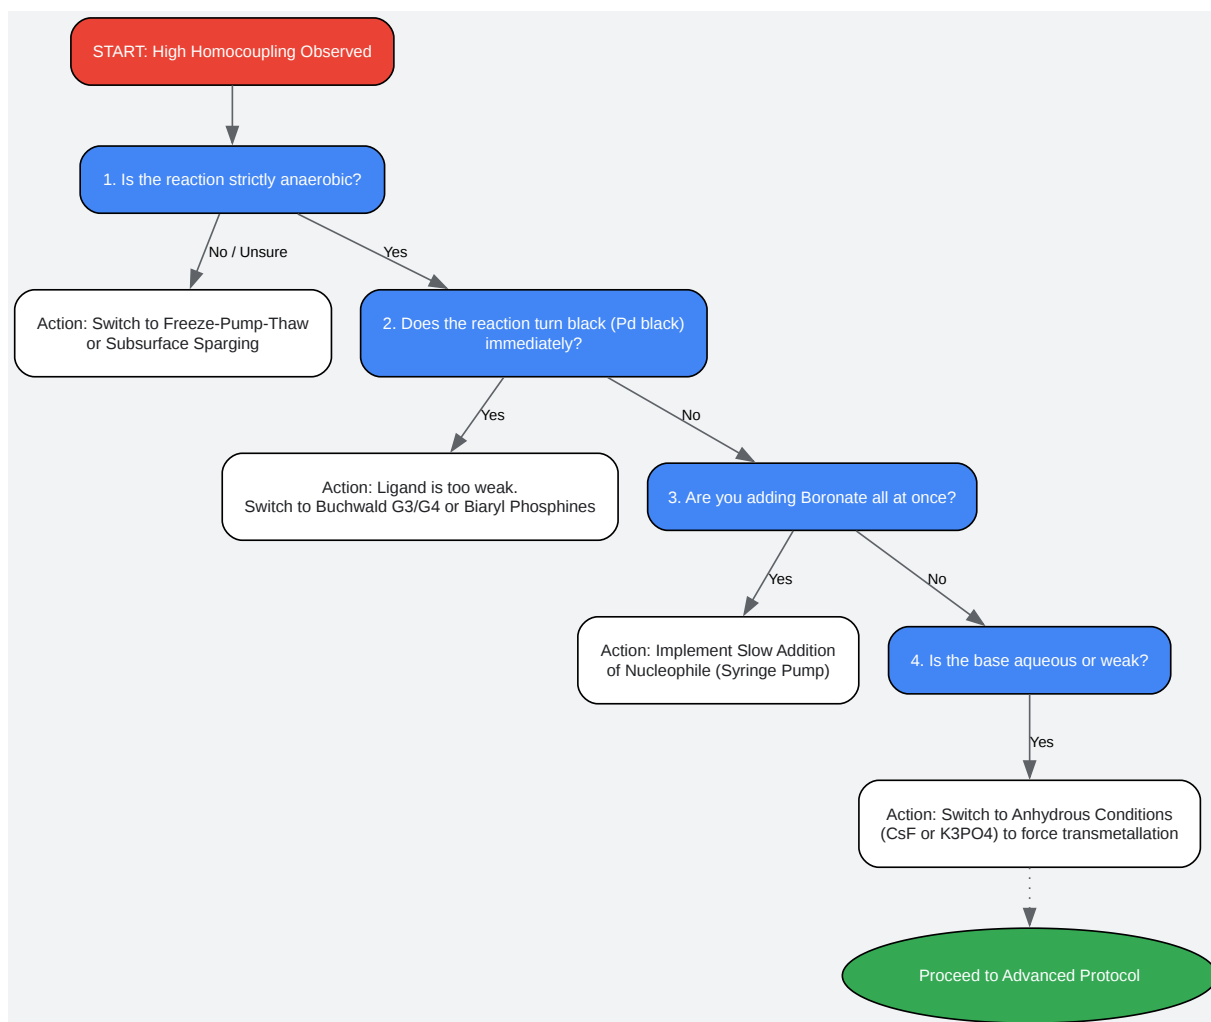 START: High Homocoupling Observed
1. Is the reaction strictly anaerobic?
No / Unsure
Yes
Action: Switch to Freeze-Pump-Thaw
or Subsurface Sparging
2. Does the reaction turn black (Pd black)
immediately?
Yes
No
Action: Ligand is too weak.
Switch to Buchwald G3/G4 or Biaryl Phosphines
3. Are you adding Boronate all at once?
Yes
No
Action: Implement Slow Addition
of Nucleophile (Syringe Pump)
4. Is the base aqueous or weak?
Yes
Action: Switch to Anhydrous Conditions
(CsF or K3PO4) to force transmetallation
Proceed to Advanced Protocol